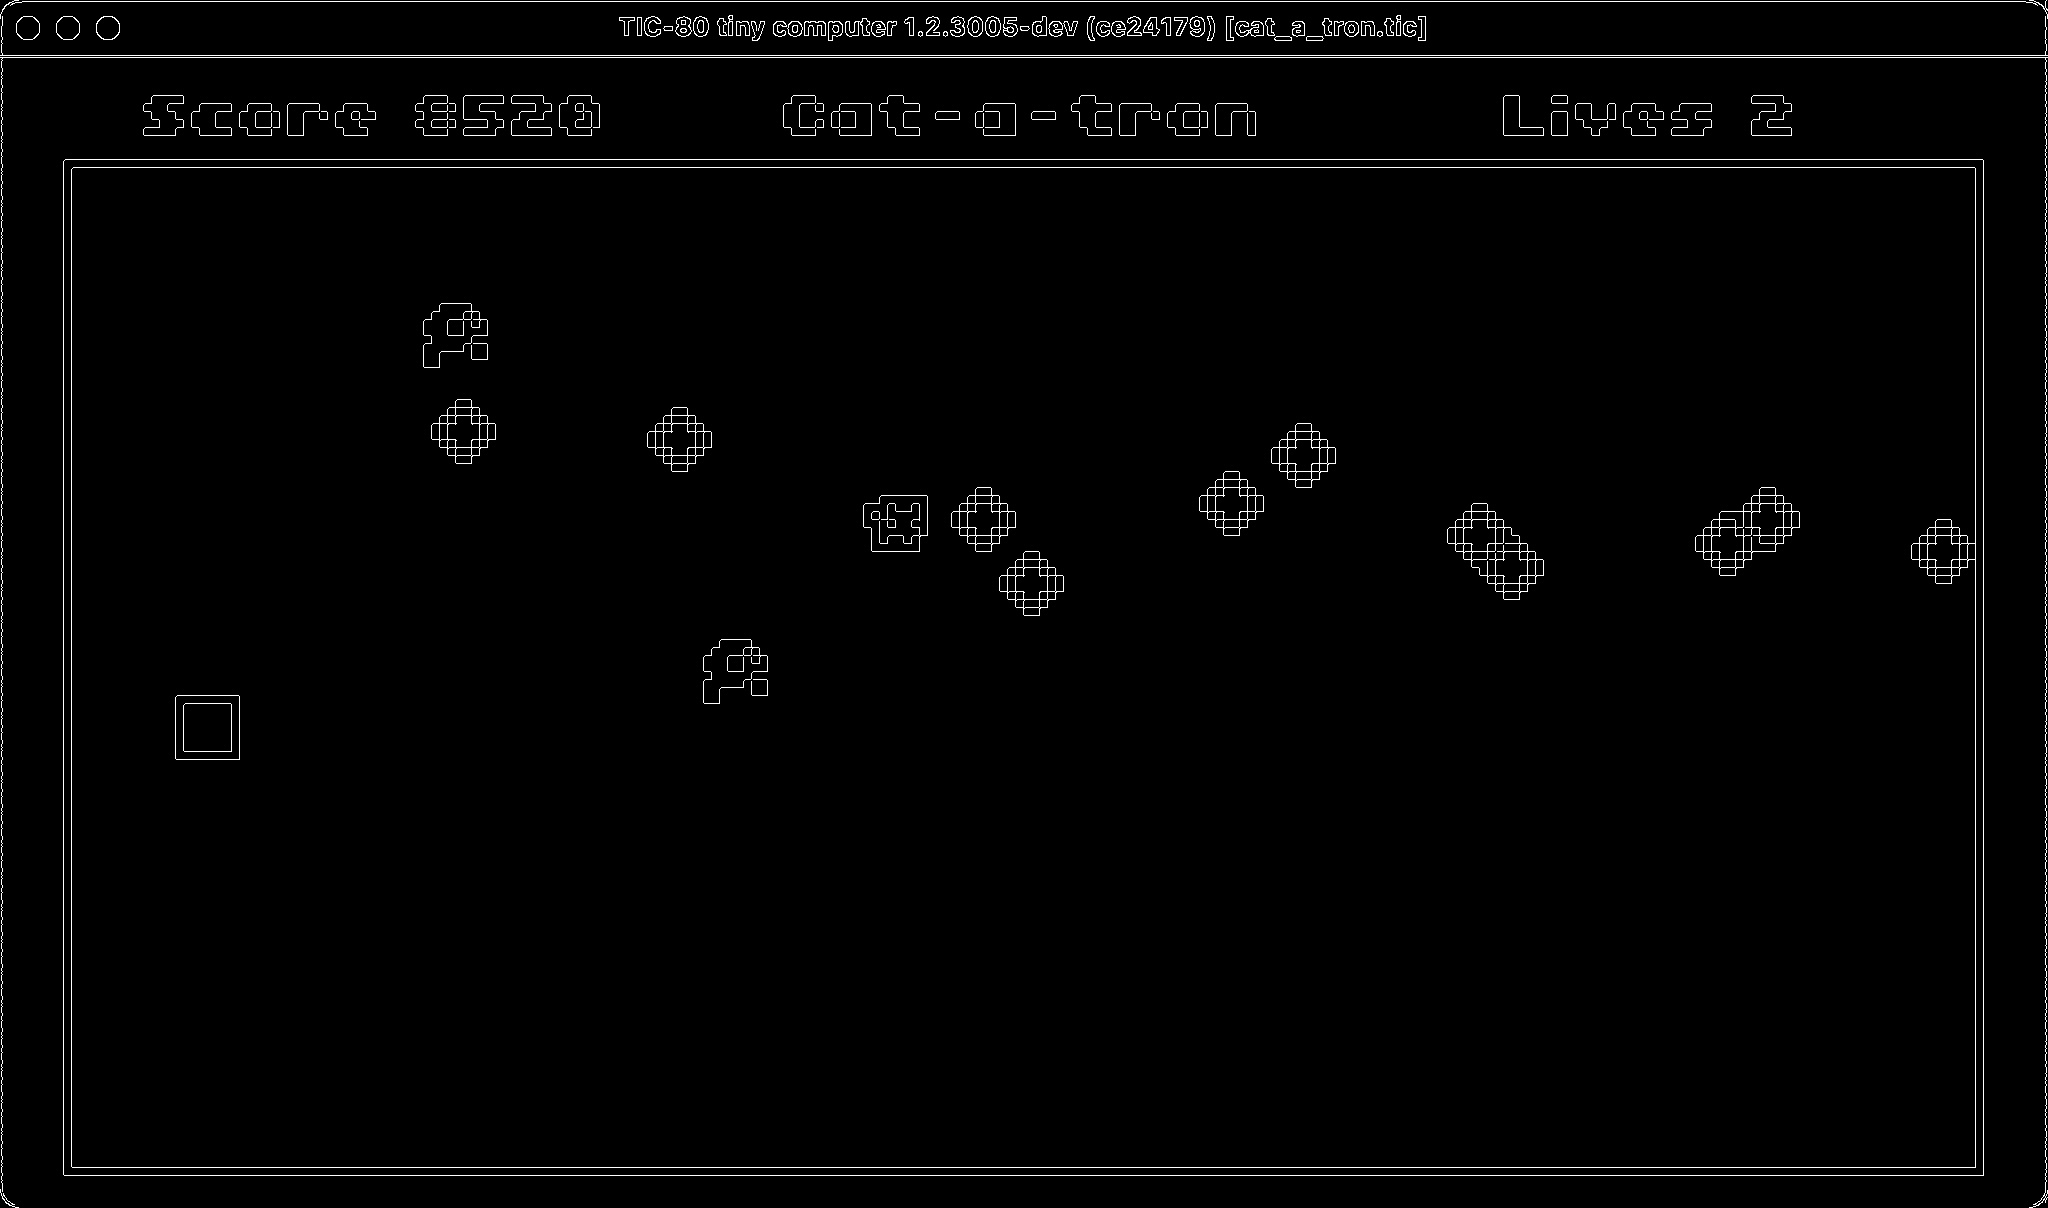 TIC-80 tiny computer 1.2.3005-dev (ce24179) [cat_a_tron.tic]
Score 8520 Cat-a-tron Lives 2